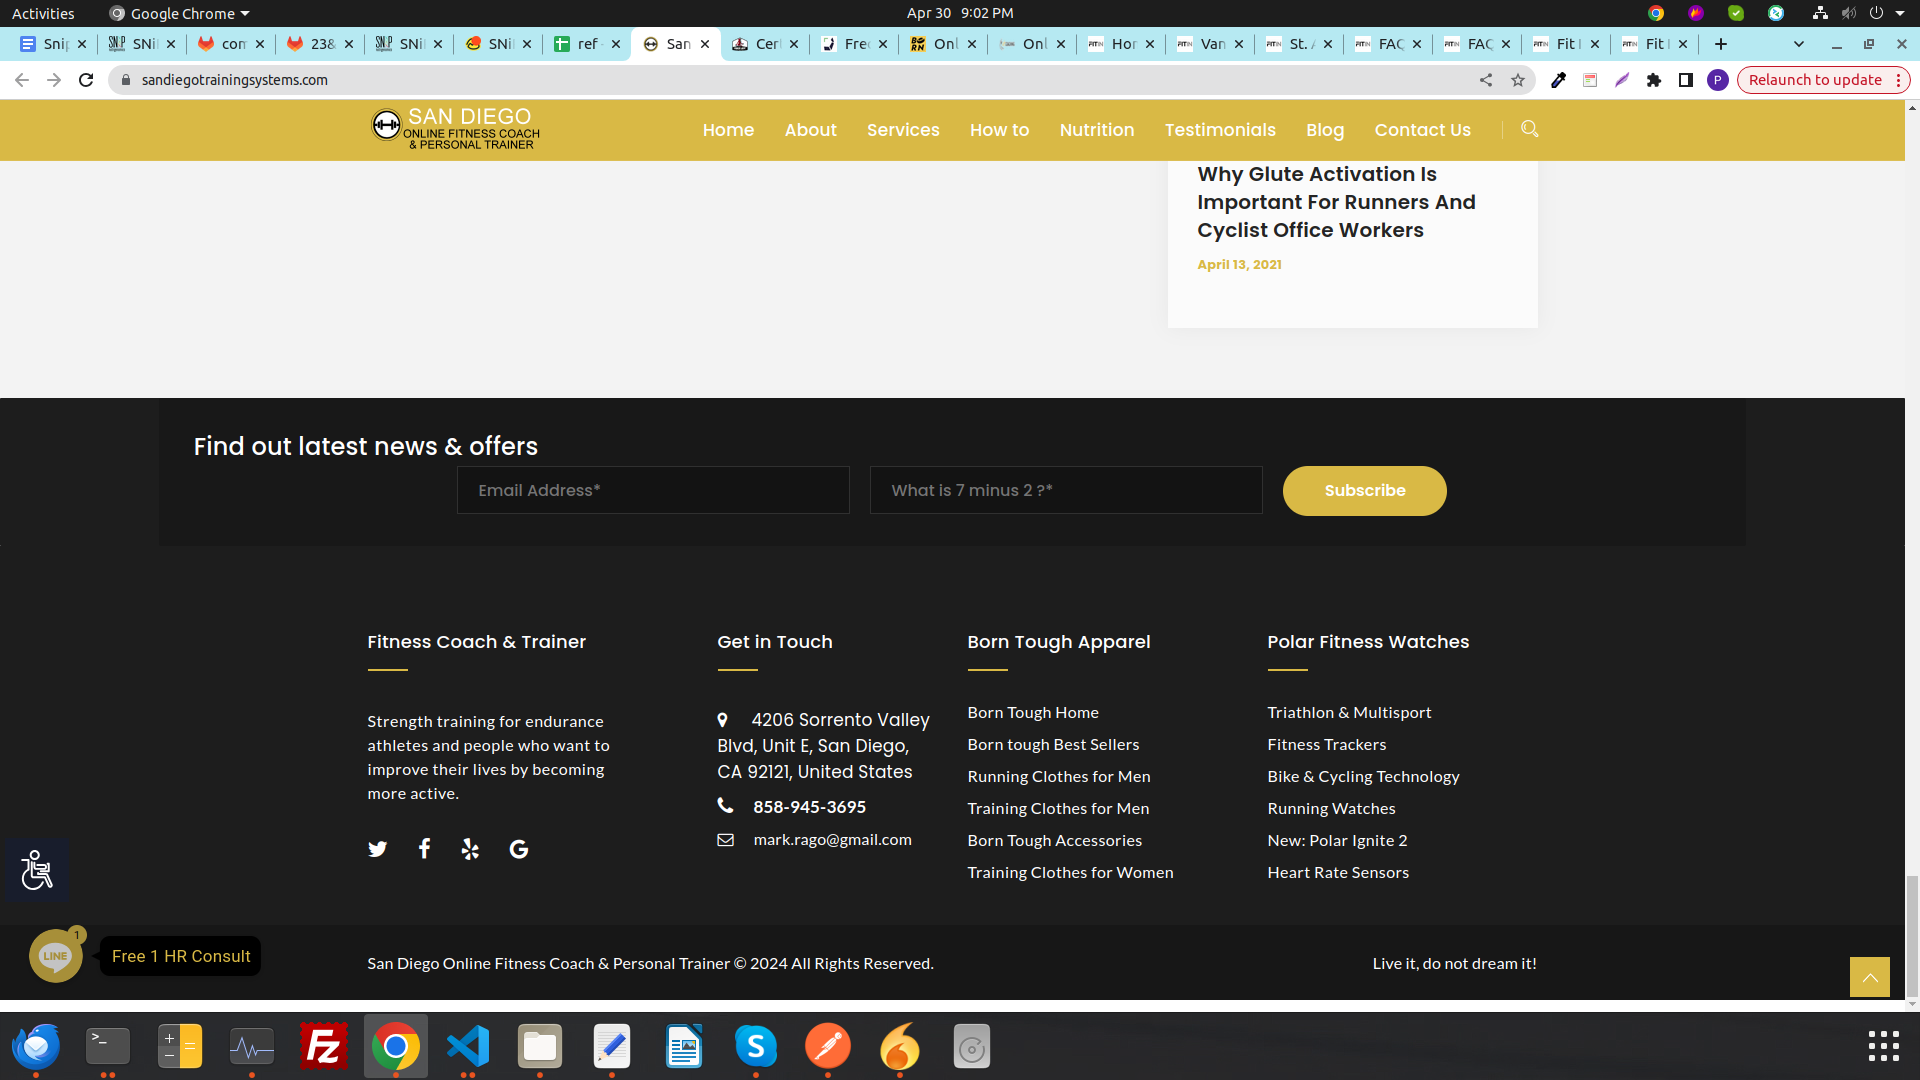 Activities
Google Chrome
Apr 30 9:02 PM
Snip
SNi
com
23&
SNi
SNi
ref
San
Cer
Free
Onl
Onl
Hor
Van
St. A
FAQ
FAQ
Fit
Fit
sandiegotrainingsystems.com
P
Relaunch to update
SAN DIEGO
ONLINE FITNESS COACH
& PERSONAL TRAINER
Home
About
Services
How to
Nutrition
Testimonials
Blog
Contact Us
Why Glute Activation Is
Important For Runners And
Cyclist Office Workers
April 13, 2021
Find out latest news & offers
Email Address*
What is 7 minus 2 ?*
Subscribe
Fitness Coach & Trainer
Strength training for endurance
athletes and people who want to
improve their lives by becoming
more active.
Get in Touch
4206 Sorrento Valley
Blvd, Unit E, San Diego,
CA 92121, United States
858-945-3695
mark.rago@gmail.com
Born Tough Apparel
Born Tough Home
Born tough Best Sellers
Running Clothes for Men
Training Clothes for Men
Born Tough Accessories
Training Clothes for Women
Polar Fitness Watches
Triathlon & Multisport
Fitness Trackers
Bike & Cycling Technology
Running Watches
New: Polar Ignite 2
Heart Rate Sensors
LINE
1
Free 1 HR Consult
San Diego Online Fitness Coach & Personal Trainer © 2024 All Rights Reserved.
Live it, do not dream it!